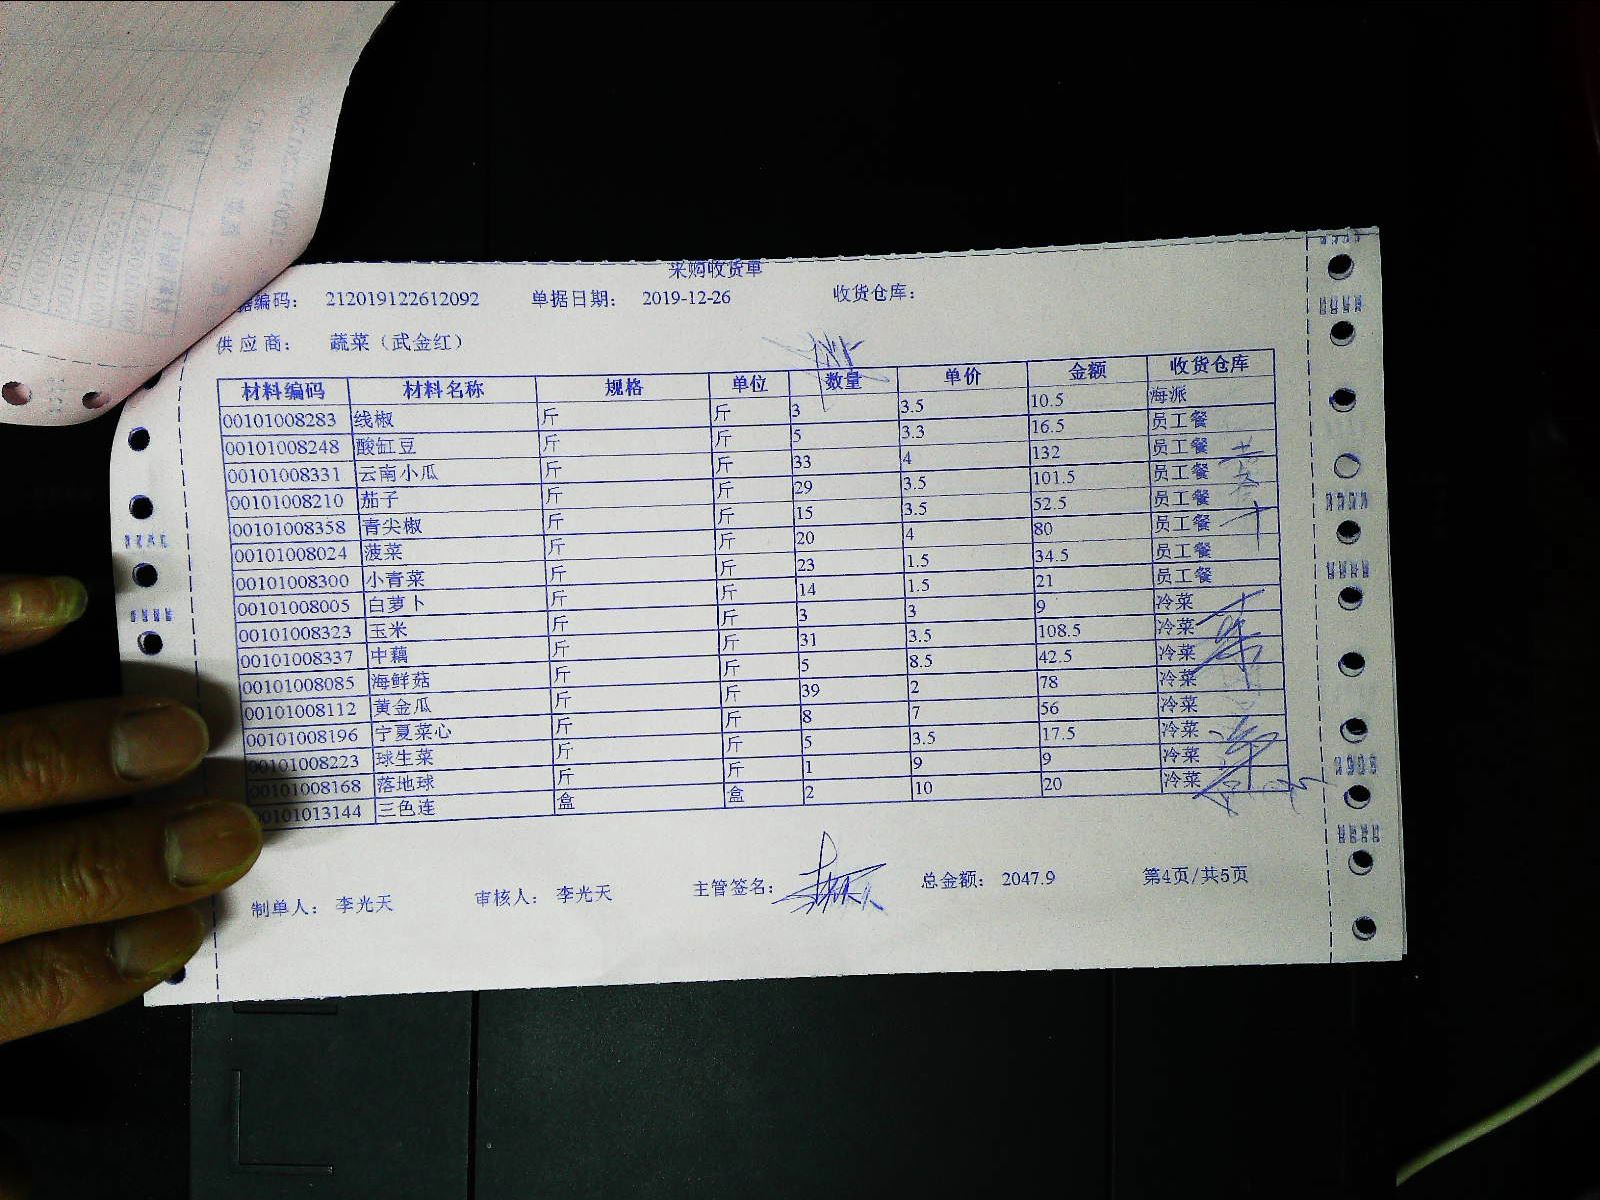 采购收货单
据编码： 212019122612092 单据日期： 2019-12-26 收货仓库：
供应商： 蔬菜（武金红）
材料编码 材料名称 规格 单位 数量 单价 金额 收货仓库
00101008283 线椒 斤 斤 3 3.5 10.5 海派
00101008248 酸缸豆 斤 斤 5 3.3 16.5 员工餐
00101008331 云南小瓜 斤 斤 33 4 132 员工餐
00101008210 茄子 斤 斤 29 3.5 101.5 员工餐
00101008358 青尖椒 斤 斤 15 3.5 52.5 员工餐
00101008024 菠菜 斤 斤 20 4 80 员工餐
00101008300 小青菜 斤 斤 23 1.5 34.5 员工餐
00101008005 白萝卜 斤 斤 14 1.5 21 员工餐
00101008323 玉米 斤 斤 3 3 9 冷菜
00101008337 中藕 斤 斤 31 3.5 108.5 冷菜
00101008085 海鲜菇 斤 斤 5 8.5 42.5 冷菜
00101008112 黄金瓜 斤 斤 39 2 78 冷菜
00101008196 宁夏菜心 斤 斤 8 7 56 冷菜
00101008223 球生菜 斤 斤 5 3.5 17.5 冷菜
00101008168 落地球 斤 斤 1 9 9 冷菜
00101013144 三色连 盒 盒 2 10 20 冷菜
制单人： 李光天 审核人： 李光天 主管签名： 总金额： 2047.9 第4页/共5页